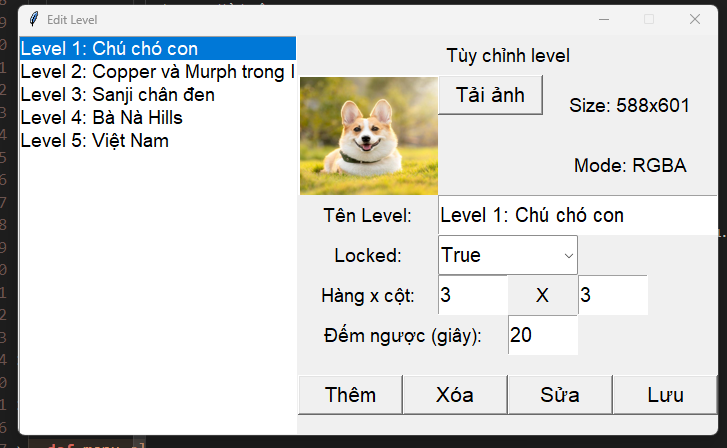 Edit Level
Level 1: Chú chó con
Level 2: Copper và Murph trong
Level 3: Sanji chân đen
Level 4: Bà Nà Hills
Level 5: Việt Nam
Tùy chỉnh level
Tải ảnh
Size: 588x601
Mode: RGBA
Tên Level:
Level 1: Chú chó con
Locked:
True
Hàng x cột:
3
X
3
Đếm ngược (giây):
20
Thêm
Xóa
Sửa
Lưu